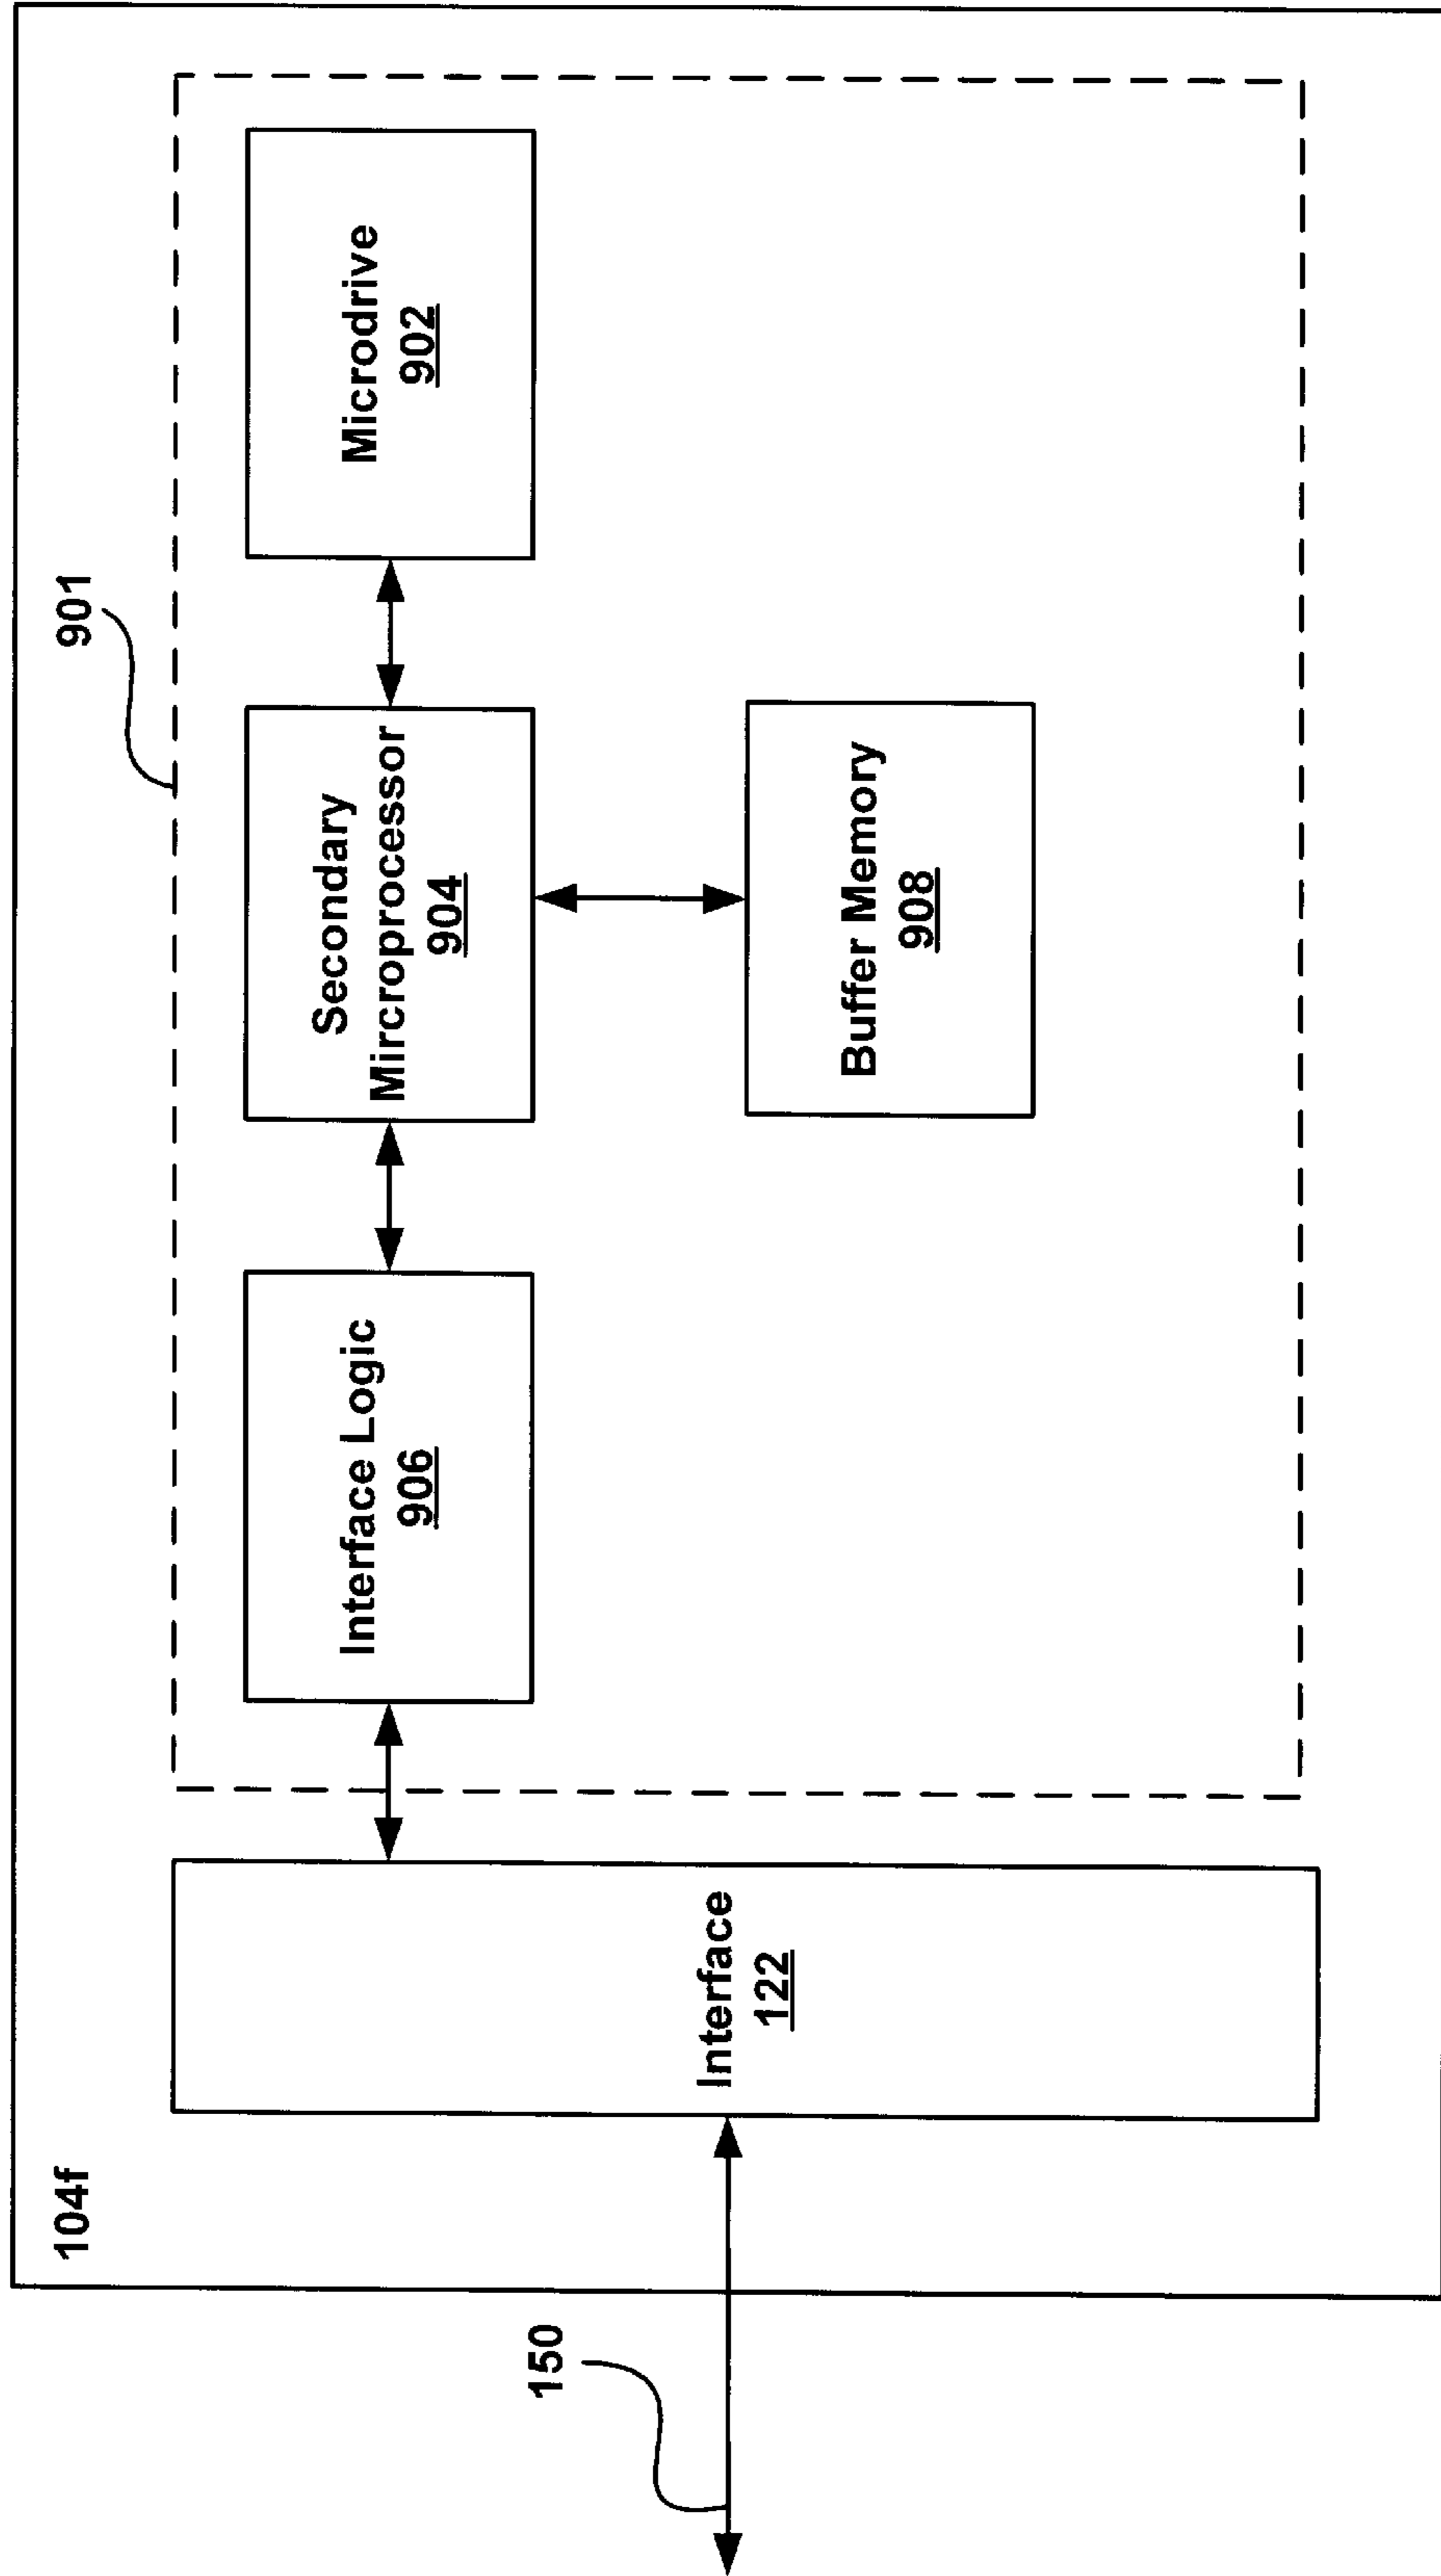 104f
901
150
Interface
122
Interface Logic
906
Secondary
Mircroprocessor
904
Microdrive
902
Buffer Memory
908